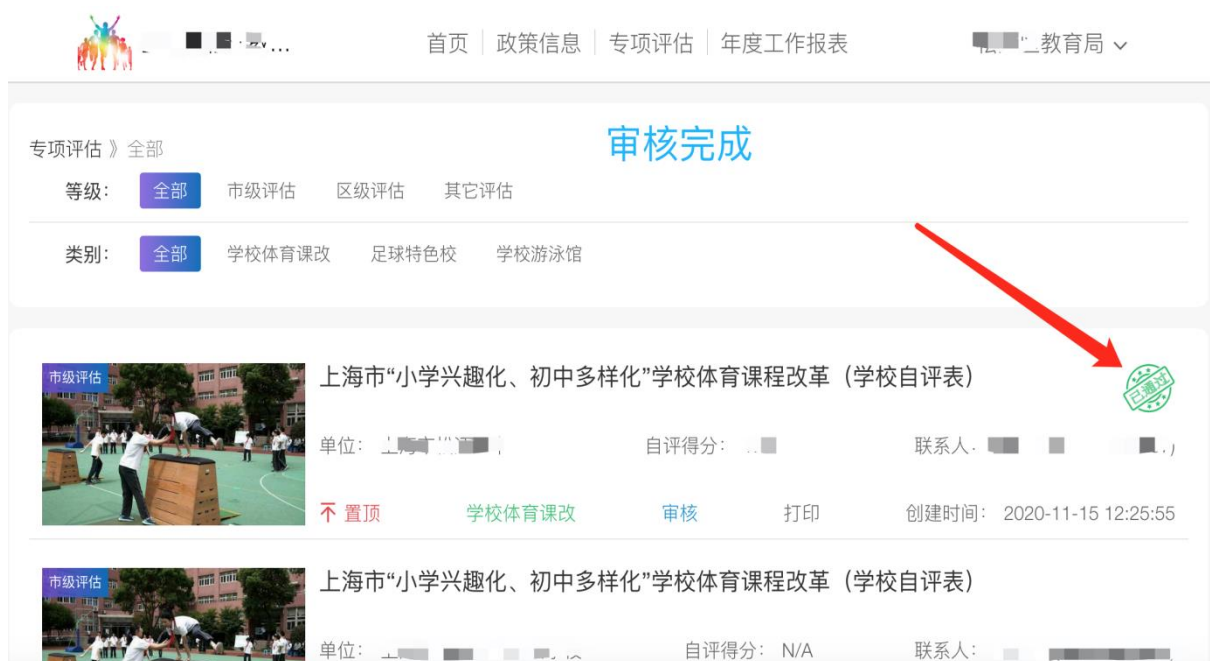 首页 政策信息 专项评估 年度工作报表 教育局
审核完成
专项评估 》全部
等级： 全部 市级评估 区级评估 其它评估
类别： 全部 学校体育课改 足球特色校 学校游泳馆
市级评估
上海市“小学兴趣化、初中多样化”学校体育课程改革（学校自评表）
已通过
单位： 自评得分： 联系人：
置顶 学校体育课改 审核 打印 创建时间： 2020-11-15 12:25:55
市级评估
上海市“小学兴趣化、初中多样化”学校体育课程改革（学校自评表）
单位： 自评得分： N/A 联系人：